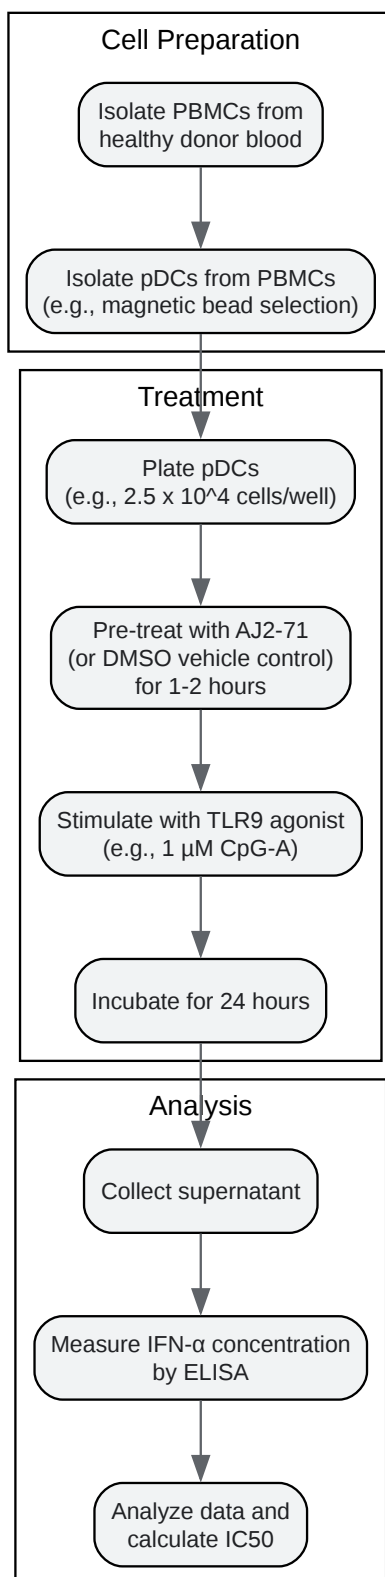 Cell Preparation
Isolate PBMCs from
healthy donor blood
Isolate pDCs from PBMCs
(e.g., magnetic bead selection)
Treatment
Plate pDCs
(e.g., 2.5 x 10^4 cells/well)
Pre-treat with AJ2-71
(or DMSO vehicle control)
for 1-2 hours
Stimulate with TLR9 agonist
(e.g., 1 µM CpG-A)
Incubate for 24 hours
Analysis
Collect supernatant
Measure IFN-α concentration
by ELISA
Analyze data and
calculate IC50